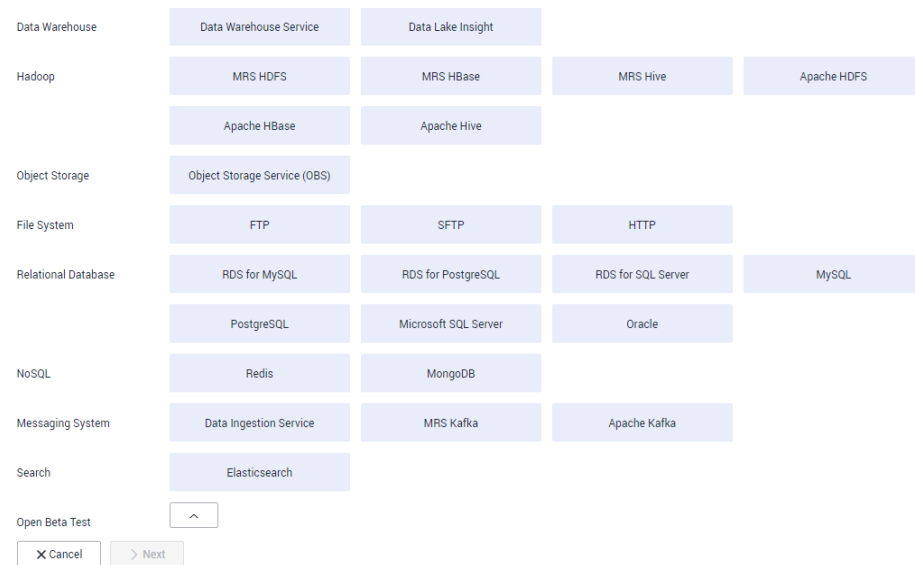 Data Warehouse Data Warehouse Service Data Lake Insight
Hadoop MRS HDFS MRS HBase MRS Hive Apache HDFS
Apache HBase Apache Hive
Object Storage Object Storage Service (OBS)
File System FTP SFTP HTTP
Relational Database RDS for MySQL RDS for PostgreSQL RDS for SQL Server MySQL
PostgreSQL Microsoft SQL Server Oracle
NoSQL Redis MongoDB
Messaging System Data Ingestion Service MRS Kafka Apache Kafka
Search Elasticsearch
Open Beta Test
Cancel Next